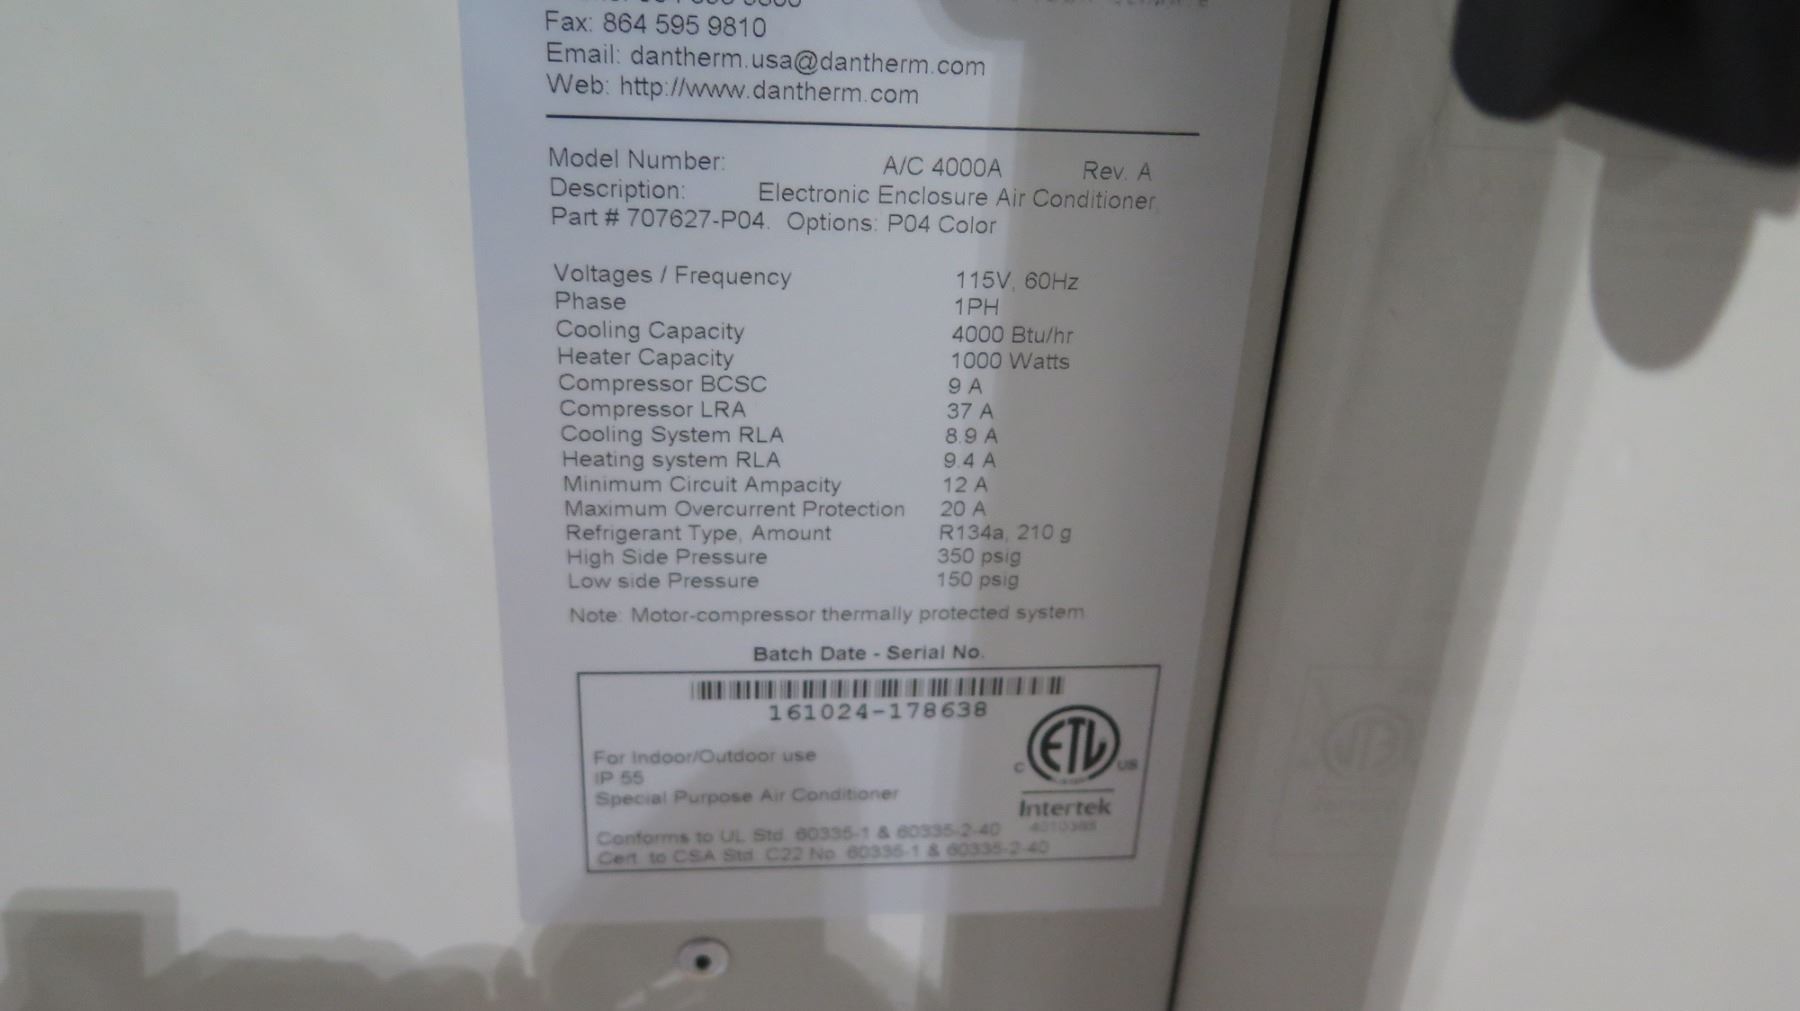 Fax: 864 595 9810
Email: dantherm.usa@dantherm.com
Web: http://www.dantherm.com
Model Number: A/C 4000A Rev. A
Description: Electronic Enclosure Air Conditioner,
Part # 707627-P04. Options: P04 Color
Voltages / Frequency 115V, 60Hz
Phase 1PH
Cooling Capacity 4000 Btu/hr
Heater Capacity 1000 Watts
Compressor BCSC 9 A
Compressor LRA 37 A
Cooling System RLA 8.9 A
Heating system RLA 9.4 A
Minimum Circuit Ampacity 12 A
Maximum Overcurrent Protection 20 A
Refrigerant Type, Amount R134a, 210 g
High Side Pressure 350 psig
Low side Pressure 150 psig
Note: Motor-compressor thermally protected system
Batch Date - Serial No.
161024-178638
For Indoor/Outdoor use
IP 55
Special Purpose Air Conditioner
C ETL US
Intertek
Conforms to UL Std. 60335-1 & 60335-2-40
Cert. to CSA Std. C22 No. 60335-1 & 60335-2-40